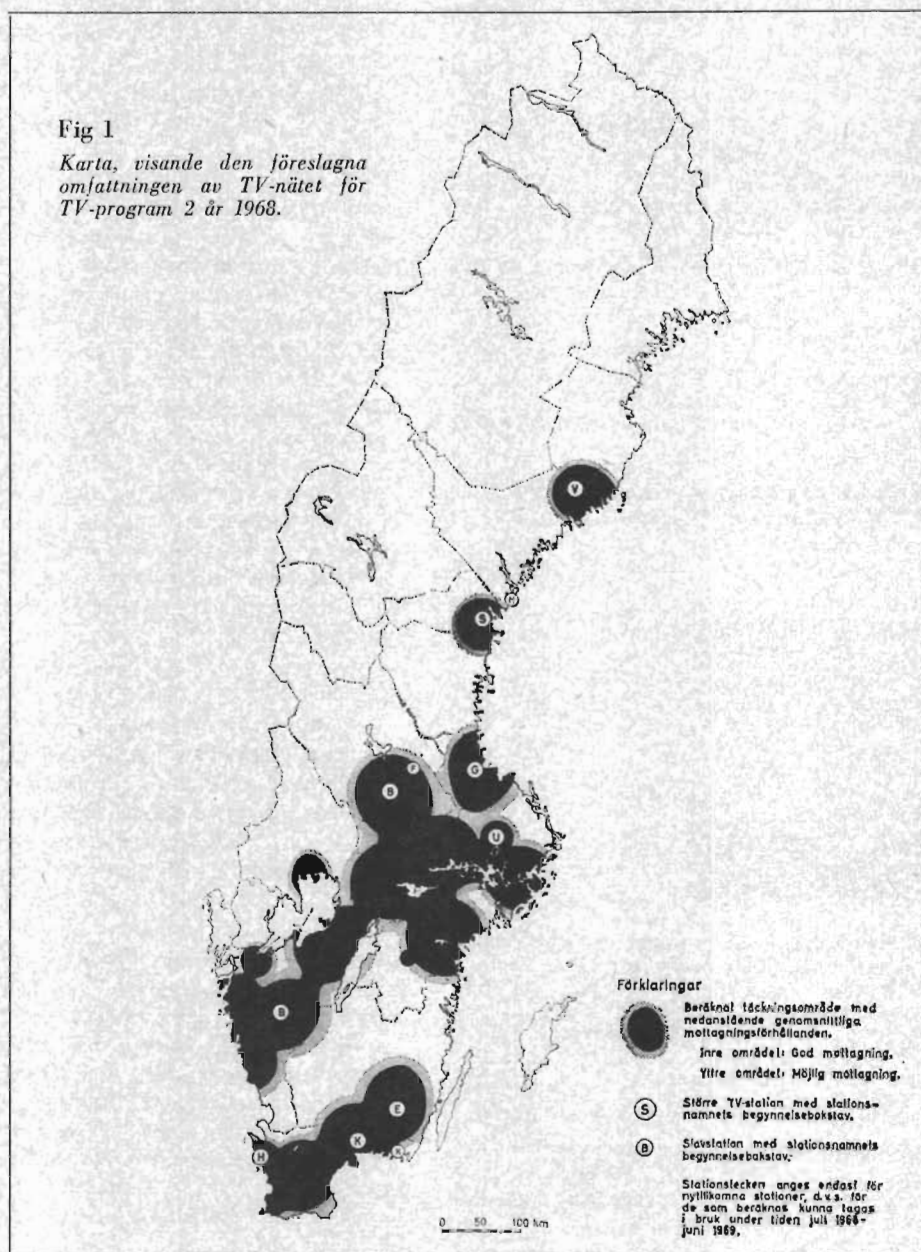 Fig 1
Karta, visande den föreslagna
omfattningen av TV-nätet för
TV-program 2 år 1968.
V
S
F
B
G
U
B
E
K
K
H
Förklaringar
Beräknat täckningsområde med
nedanstående genomsnittliga
mottagningsförhållanden.
Inre området: God mottagning.
Yttre området: Möjlig mottagning.
S
Större TV-station med stations-
namnets begynnelsebokstav.
B
Slavstation med stationsnamnets
begynnelsebokstav.
Stationstecken anges endast för
nytillkomna stationer, d.v.s. för
de som beräknas kunna tagas
i bruk under tiden juli 1968-
juni 1969.
0 50 100 km